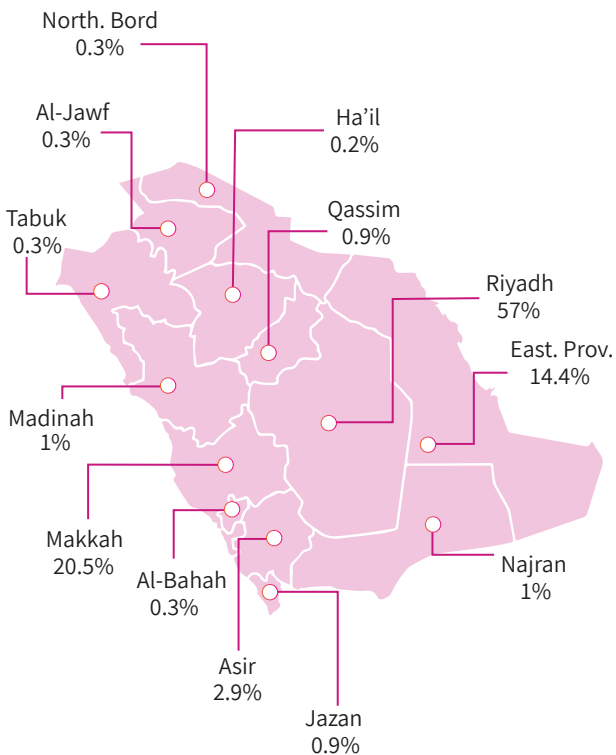 North. Bord
0.3%
Al-Jawf
0.3%
Ha’il
0.2%
Tabuk
0.3%
Qassim
0.9%
Riyadh
57%
East. Prov.
14.4%
Madinah
1%
Makkah
20.5%
Al-Bahah
0.3%
Najran
1%
Asir
2.9%
Jazan
0.9%